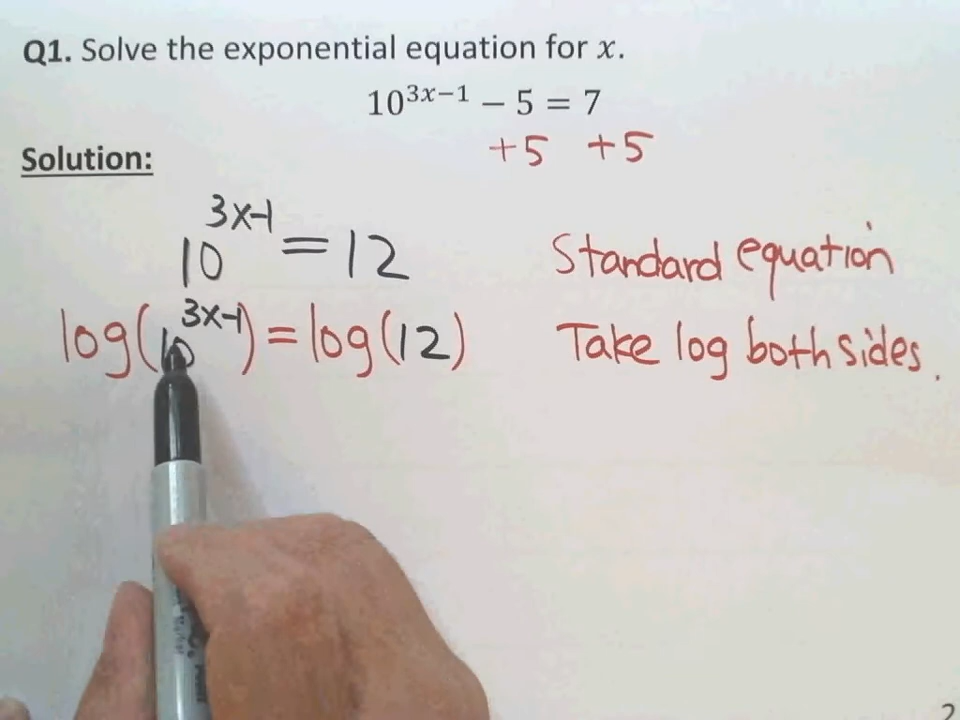 Q1. Solve the exponential equation for x.
10^{3x−1} − 5 = 7
+5 +5
Solution:
10^{3x-1} = 12 Standard equation
log(10^{3x-1}) = log(12) Take log both sides.
2